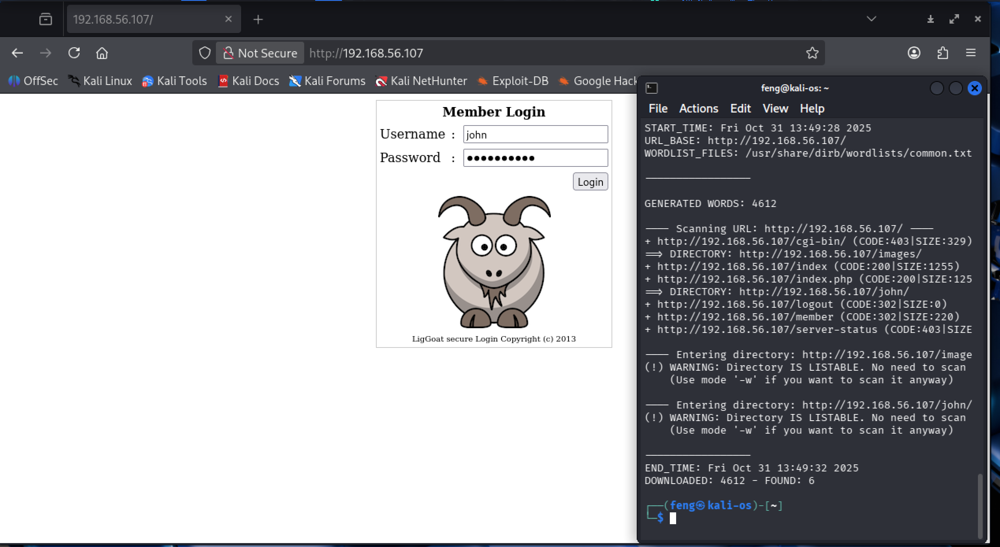 192.168.56.107/
Not Secure http://192.168.56.107
OffSec Kali Linux Kali Tools Kali Docs Kali Forums Kali NetHunter Exploit-DB Google Hack
Member Login
Username : john
Password : ••••••••••
Login
LigGoat secure Login Copyright (c) 2013
feng@kali-os: ~
File Actions Edit View Help
START_TIME: Fri Oct 31 13:49:28 2025
URL_BASE: http://192.168.56.107/
WORDLIST_FILES: /usr/share/dirb/wordlists/common.txt
GENERATED WORDS: 4612
---- Scanning URL: http://192.168.56.107/ ----
+ http://192.168.56.107/cgi-bin/ (CODE:403|SIZE:329)
==> DIRECTORY: http://192.168.56.107/images/
+ http://192.168.56.107/index (CODE:200|SIZE:1255)
+ http://192.168.56.107/index.php (CODE:200|SIZE:125
==> DIRECTORY: http://192.168.56.107/john/
+ http://192.168.56.107/logout (CODE:302|SIZE:0)
+ http://192.168.56.107/member (CODE:302|SIZE:220)
+ http://192.168.56.107/server-status (CODE:403|SIZE
---- Entering directory: http://192.168.56.107/image
(!) WARNING: Directory IS LISTABLE. No need to scan
(Use mode '-w' if you want to scan it anyway)
---- Entering directory: http://192.168.56.107/john/
(!) WARNING: Directory IS LISTABLE. No need to scan
(Use mode '-w' if you want to scan it anyway)
END_TIME: Fri Oct 31 13:49:32 2025
DOWNLOADED: 4612 - FOUND: 6
(feng㉿kali-os)-[~]
$